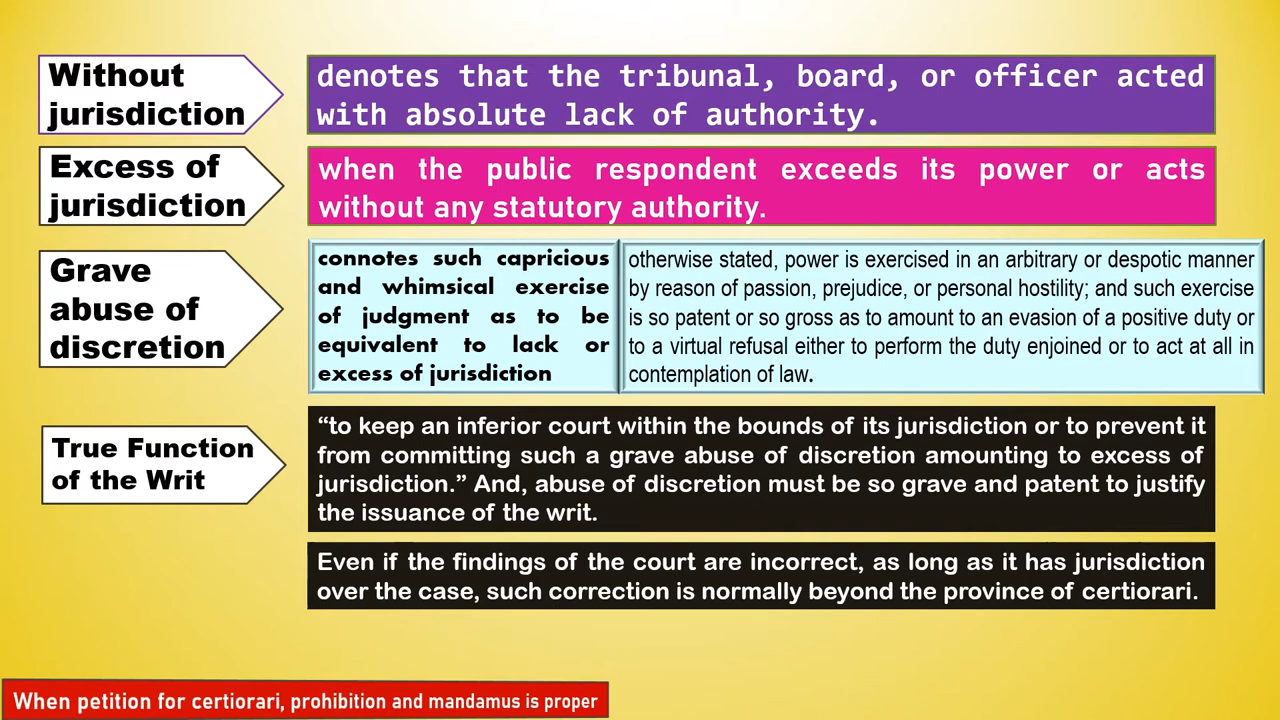 Without
jurisdiction
denotes that the tribunal, board, or officer acted
with absolute lack of authority.
Excess of
jurisdiction
when the public respondent exceeds its power or acts
without any statutory authority.
Grave
abuse of
discretion
connotes such capricious
and whimsical exercise
of judgment as to be
equivalent to lack or
excess of jurisdiction
otherwise stated, power is exercised in an arbitrary or despotic manner
by reason of passion, prejudice, or personal hostility; and such exercise
is so patent or so gross as to amount to an evasion of a positive duty or
to a virtual refusal either to perform the duty enjoined or to act at all in
contemplation of law.
True Function
of the Writ
“to keep an inferior court within the bounds of its jurisdiction or to prevent it
from committing such a grave abuse of discretion amounting to excess of
jurisdiction.” And, abuse of discretion must be so grave and patent to justify
the issuance of the writ.
Even if the findings of the court are incorrect, as long as it has jurisdiction
over the case, such correction is normally beyond the province of certiorari.
When petition for certiorari, prohibition and mandamus is proper